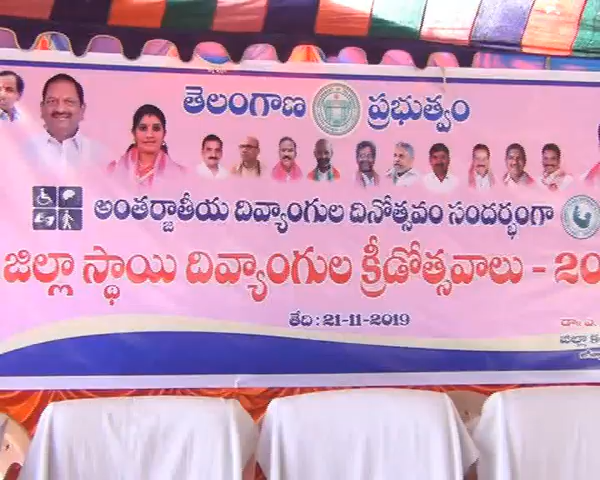 తెలంగాణ ప్రభుత్వం
అంతర్జాతీయ దివ్యాంగుల దినోత్సవం సందర్భంగా
జిల్లా స్థాయి దివ్యాంగుల క్రీడోత్సవాలు - 20
తేది : 21-11-2019
డా॥ ఎ.